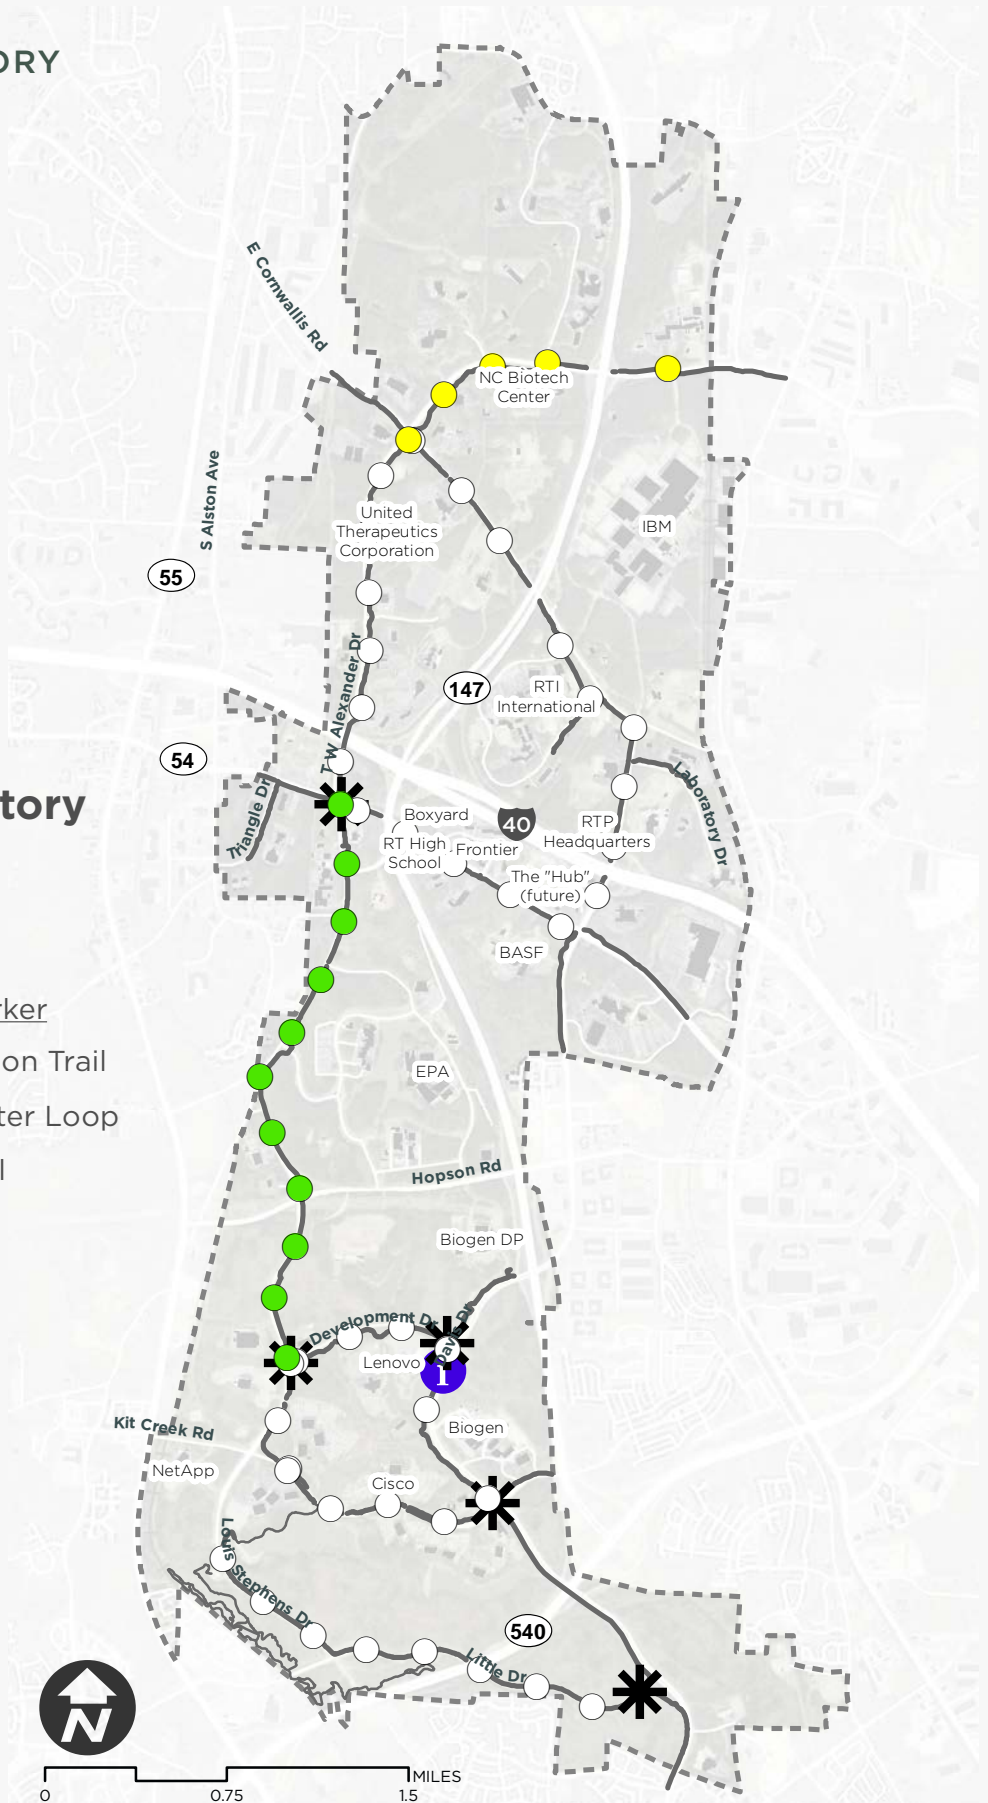 ORY
E Cornwallis Rd
NC Biotech
Center
S Alston Ave
United
Therapeutics
Corporation
IBM
55
T W Alexander Dr
147
RTI
International
54
Triangle Dr
Laboratory Dr
tory
Boxyard
40
RTP
Headquarters
RT High
School
Frontier
The "Hub"
(future)
BASF
rker
on Trail
EPA
ter Loop
l
Hopson Rd
Biogen DP
Development Dr
Davis Dr
Lenovo
i
Kit Creek Rd
Biogen
NetApp
Cisco
Louis Stephens Dr
540
Little Dr
N
MILES
0
0.75
1.5